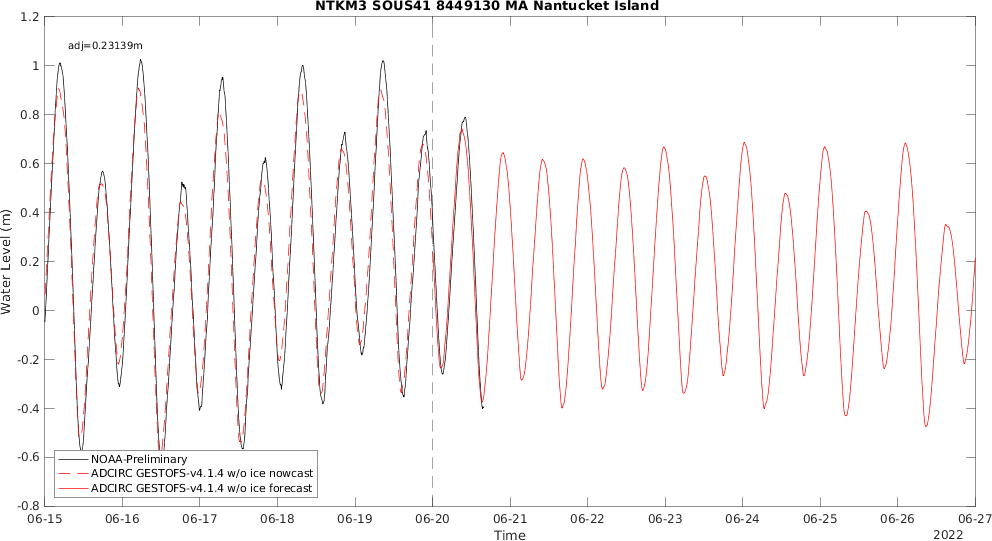 NTKM3 SOUS41 8449130 MA Nantucket Island
adj=0.23139m
1.2
1
0.8
0.6
0.4
0.2
0
-0.2
-0.4
-0.6
-0.8
Water Level (m)
NOAA-Preliminary
ADCIRC GESTOFS-v4.1.4 w/o ice nowcast
ADCIRC GESTOFS-v4.1.4 w/o ice forecast
06-15 06-16 06-17 06-18 06-19 06-20 06-21 06-22 06-23 06-24 06-25 06-26 06-27
Time
2022